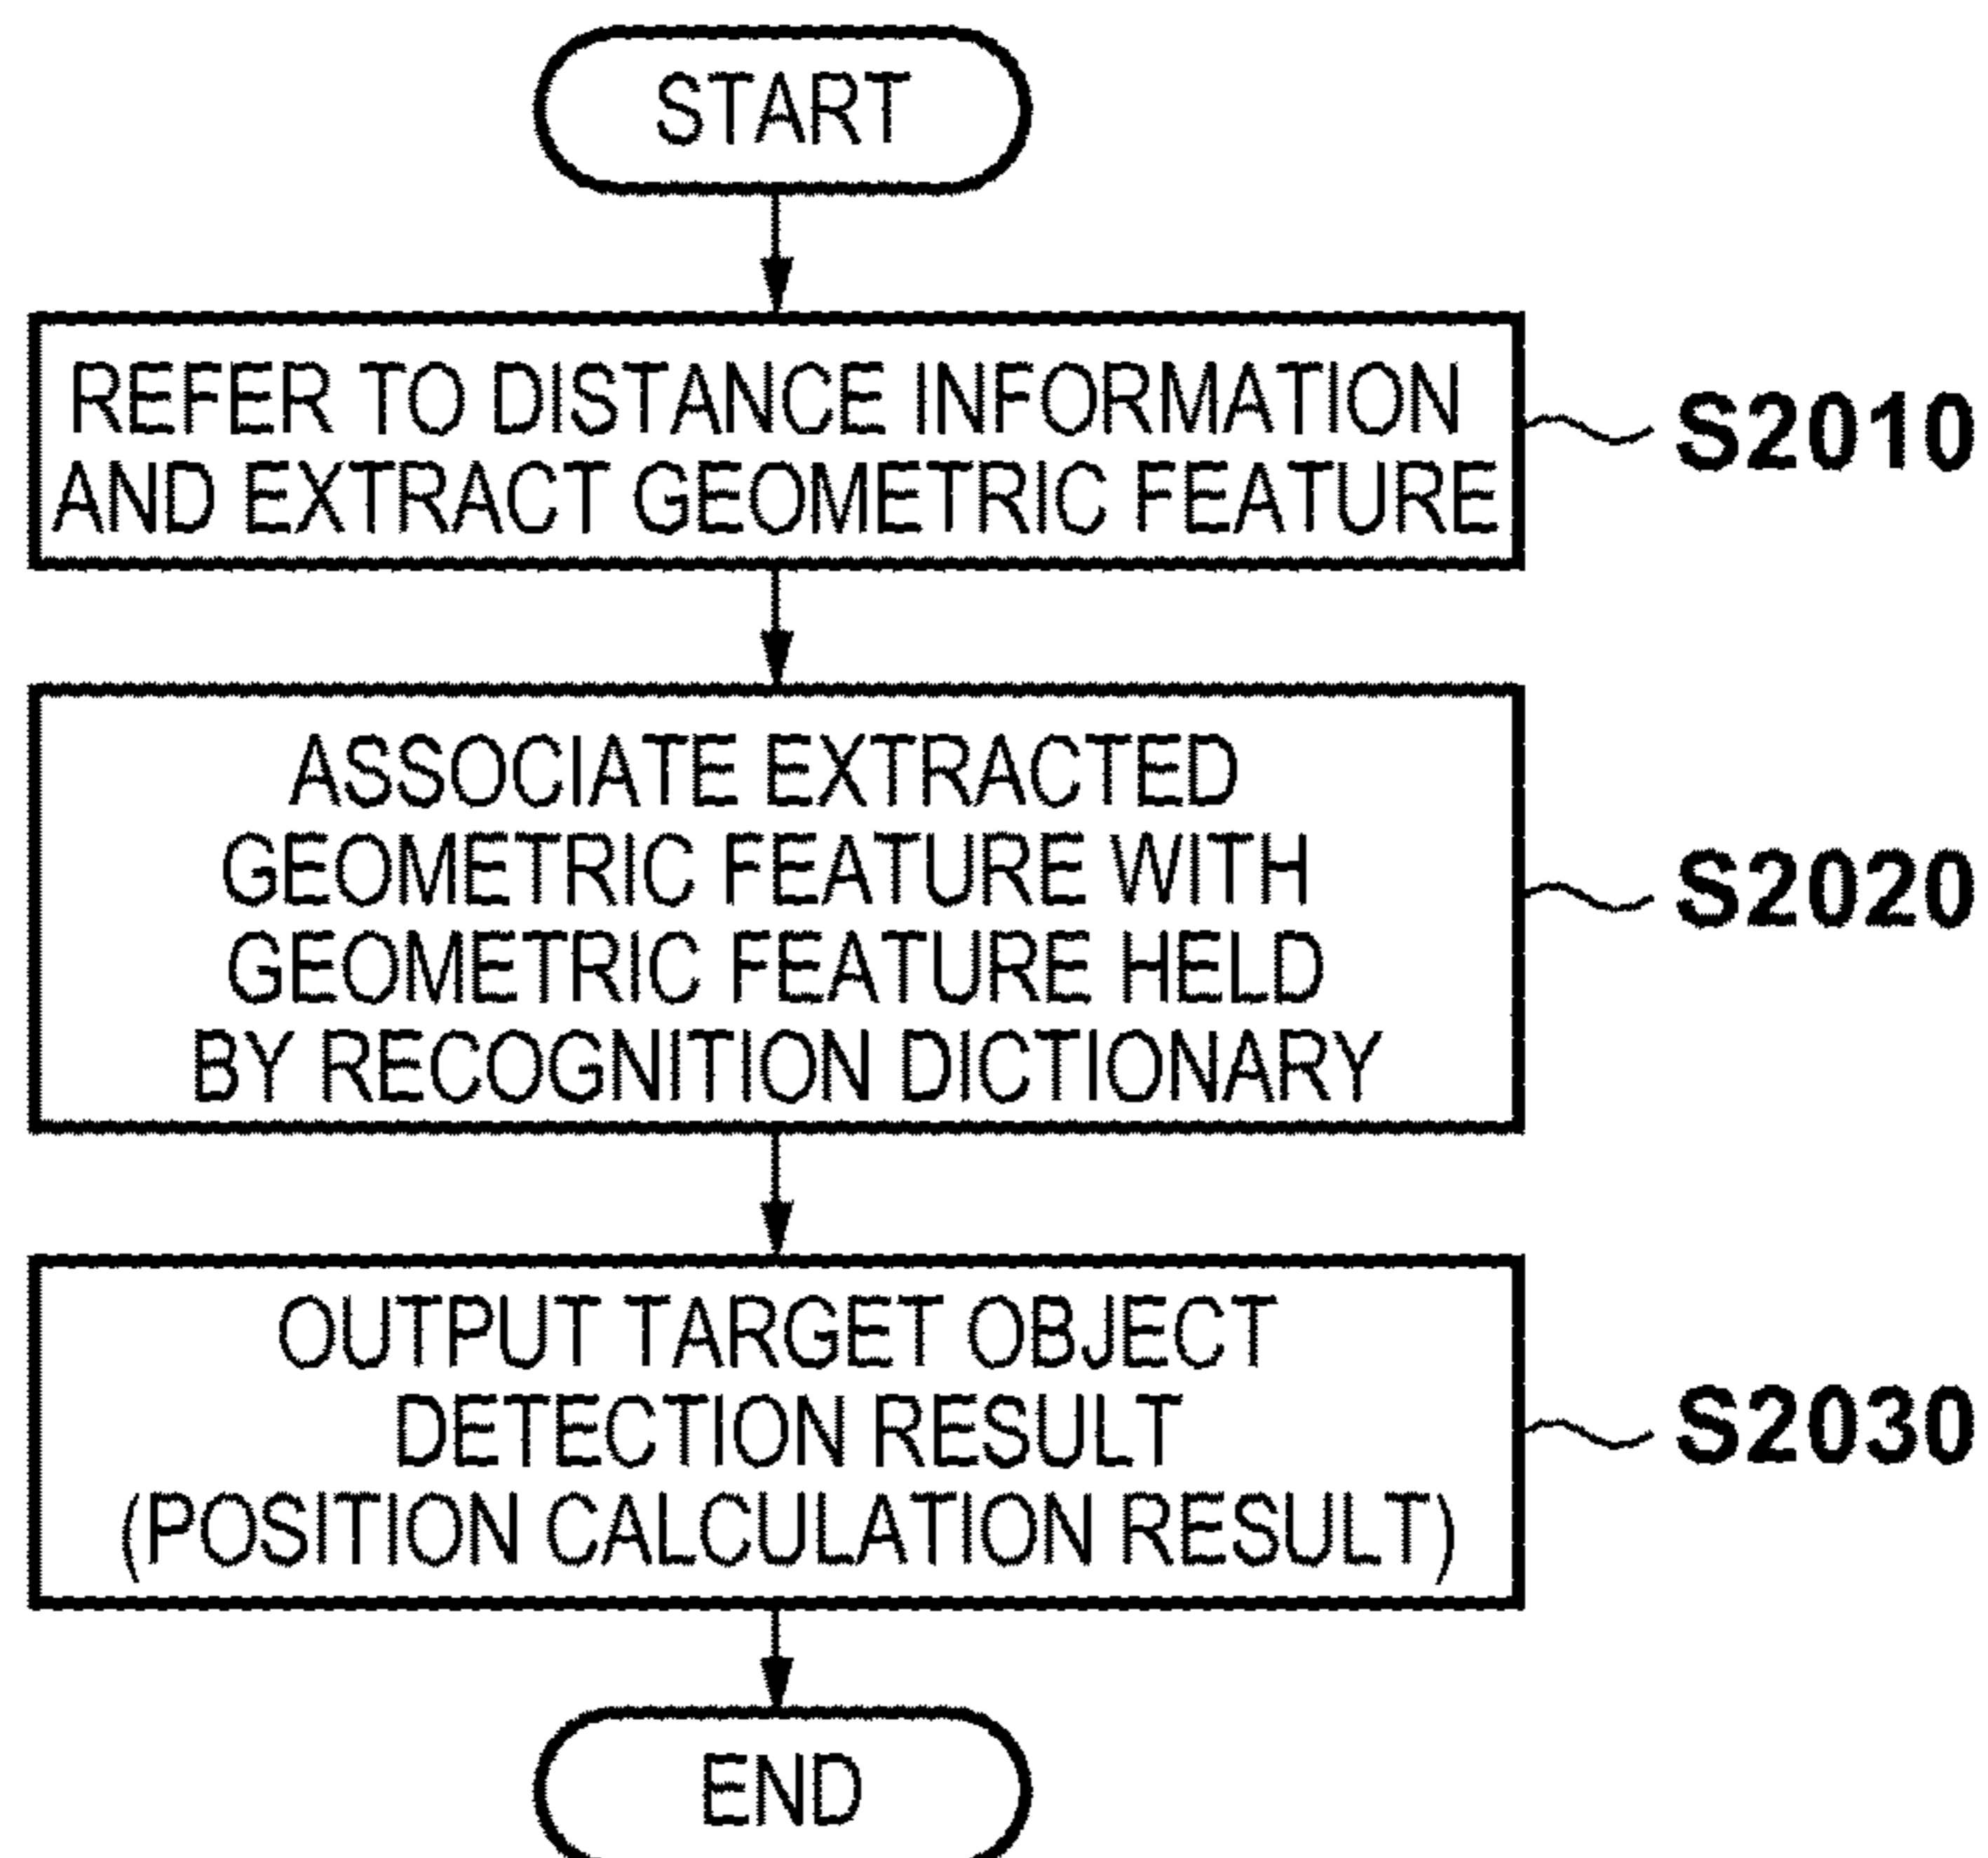 START
REFER TO DISTANCE INFORMATION
AND EXTRACT GEOMETRIC FEATURE
S2010
ASSOCIATE EXTRACTED
GEOMETRIC FEATURE WITH
GEOMETRIC FEATURE HELD
BY RECOGNITION DICTIONARY
S2020
OUTPUT TARGET OBJECT
DETECTION RESULT
(POSITION CALCULATION RESULT)
S2030
END